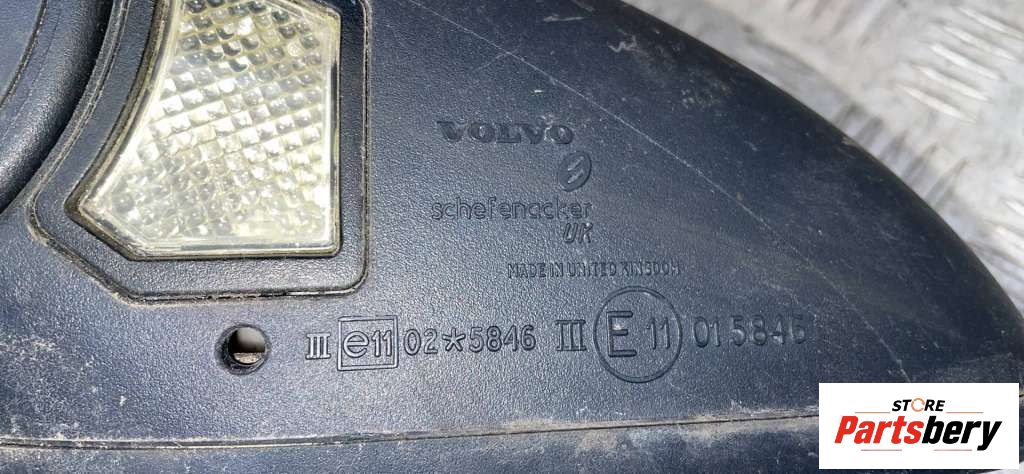 VOLVO
schefenacker
UK
MADE IN UNITED KINGDOM
III e11 02*5846 III E 11 015846
STORE
Partsbery